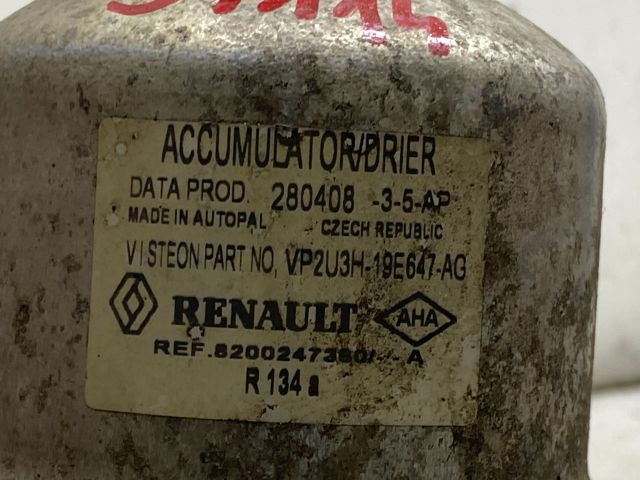 ACCUMULATOR/DRIER
DATA PROD. 280408 -3-5-AP
MADE IN AUTOPAL CZECH REPUBLIC
VISTEON PART NO, VP2U3H-19E647-AG
RENAULT AHA
REF.8200247360/--A
R 134 a